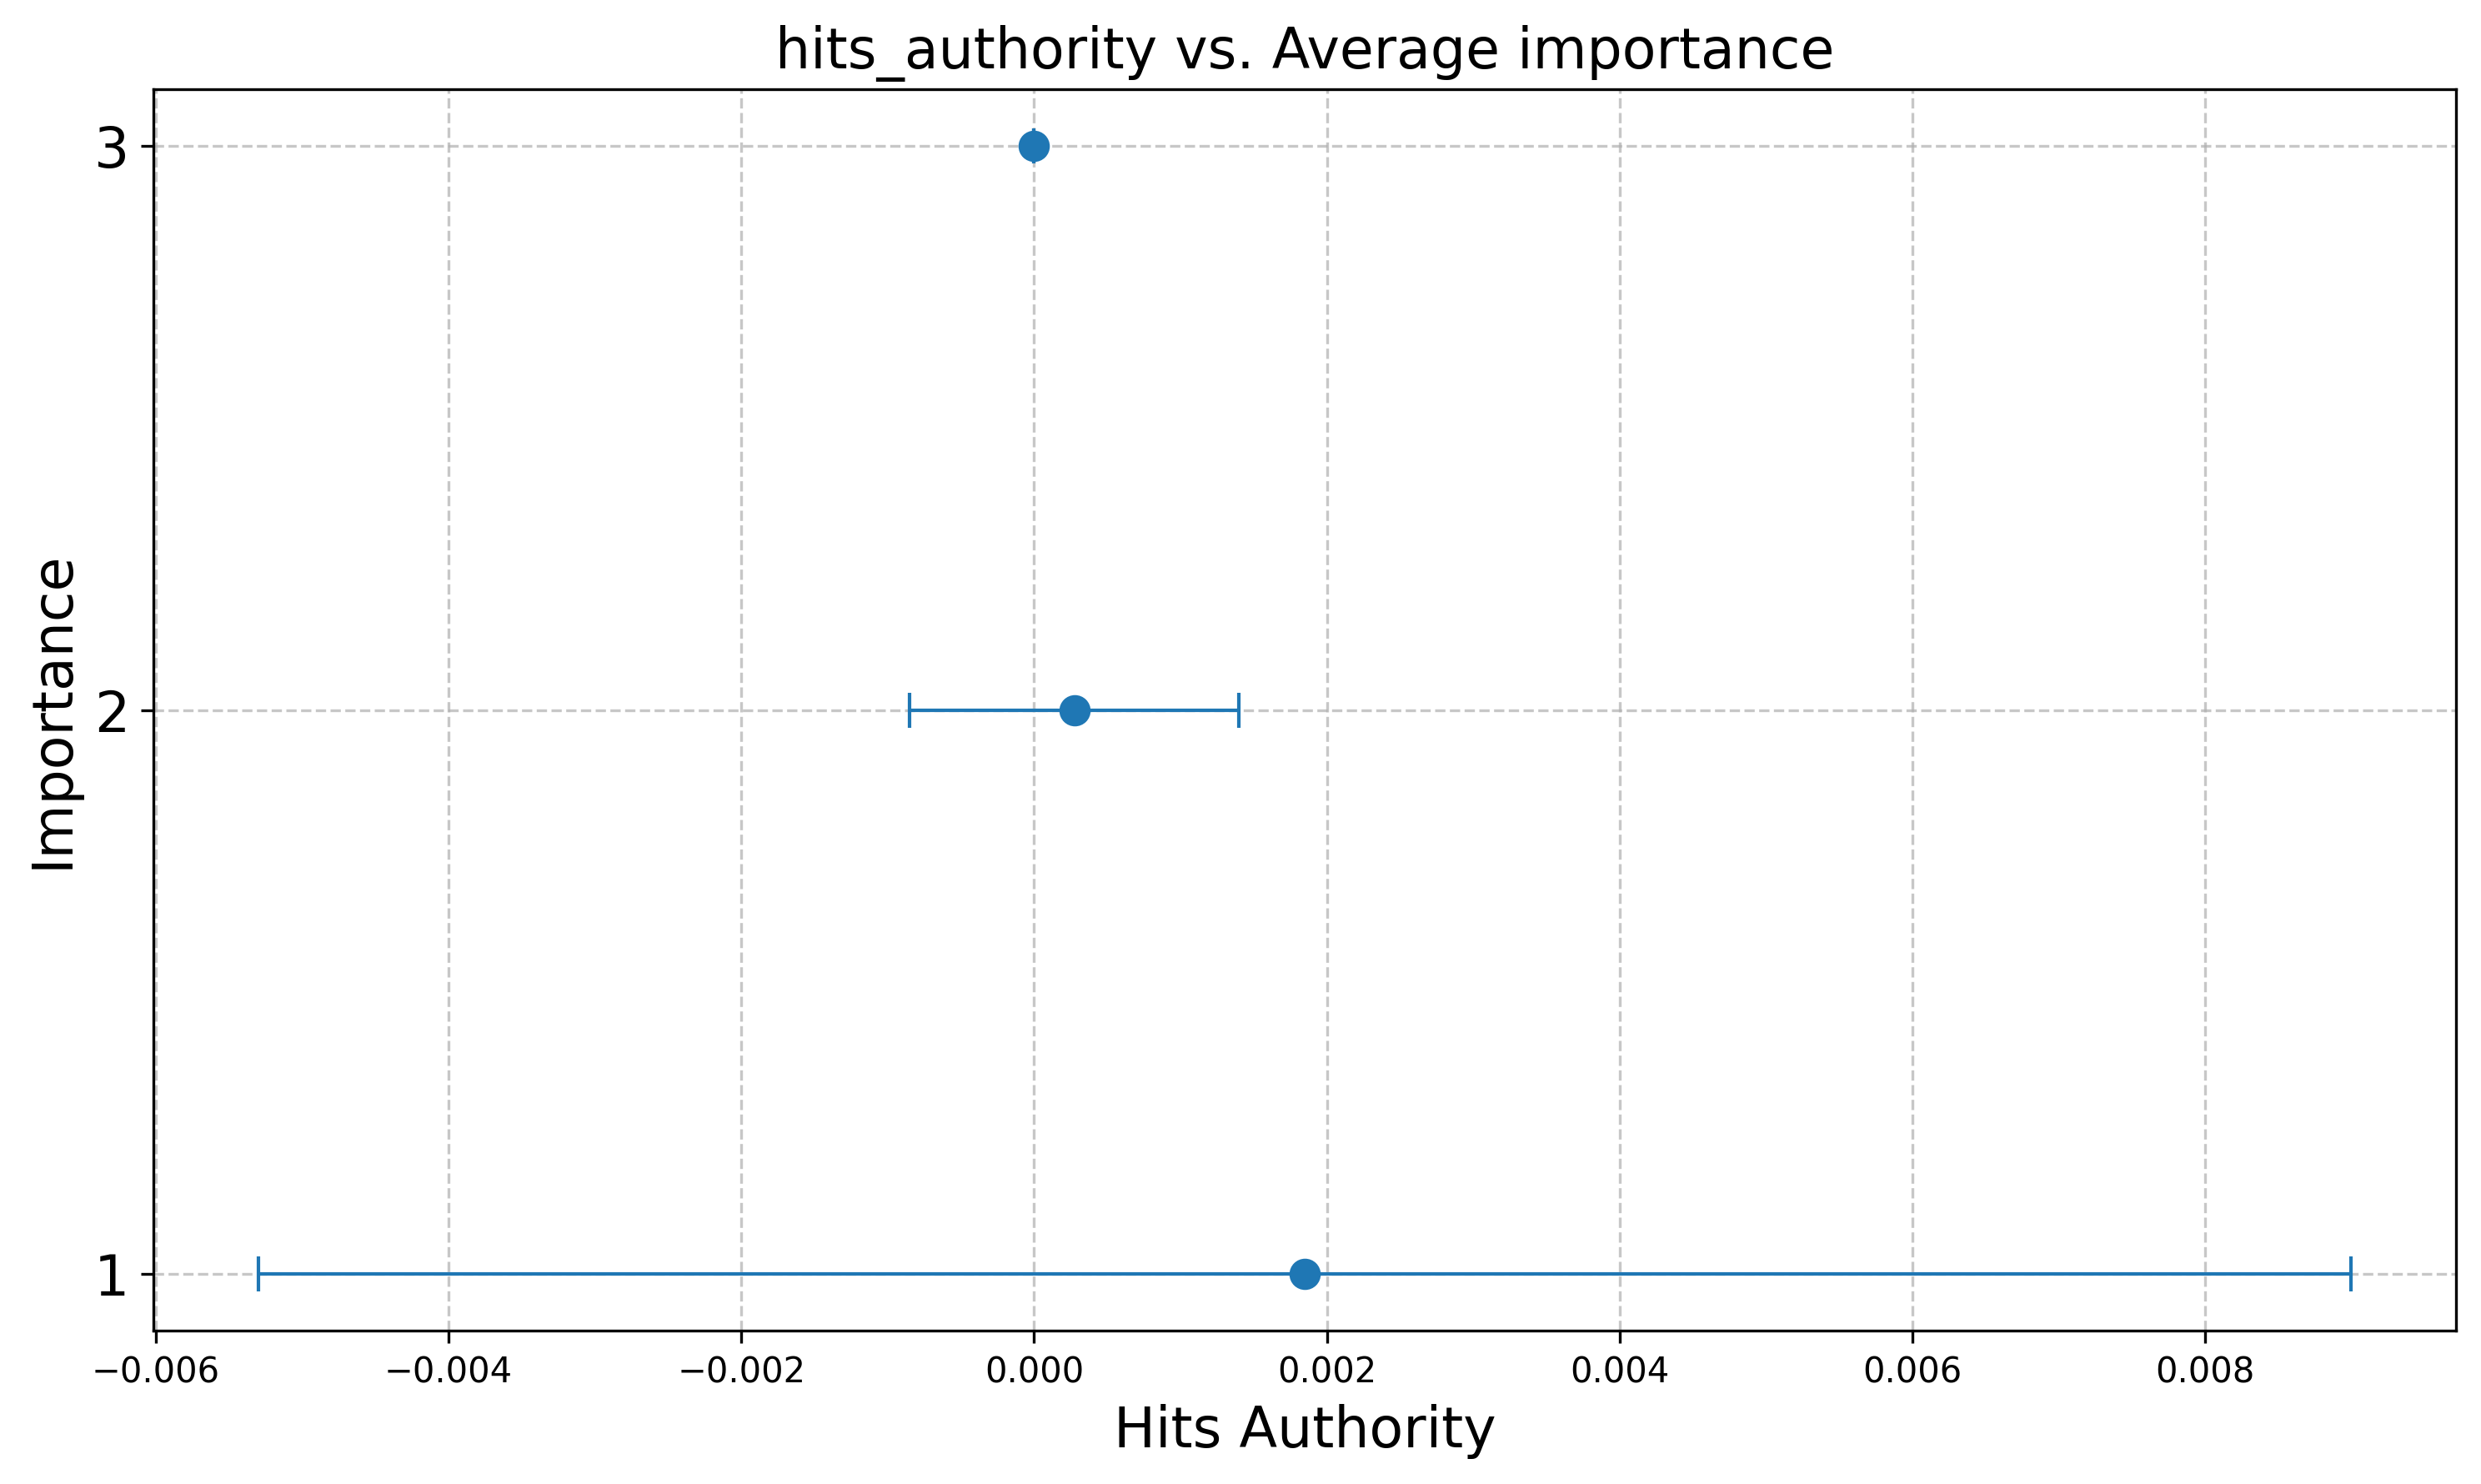 hits_authority vs. Average importance
3
2
1
Importance
−0.006 −0.004 −0.002 0.000 0.002 0.004 0.006 0.008
Hits Authority